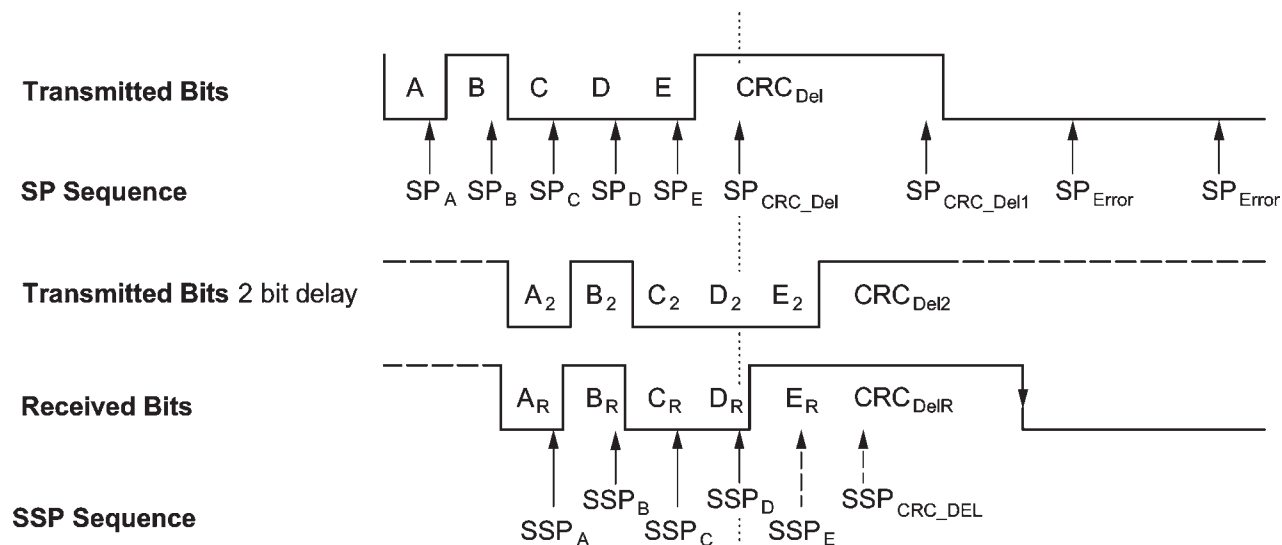 Transmitted Bits A B C D E CRC_Del
SP Sequence SP_A SP_B SP_C SP_D SP_E SP_CRC_Del SP_CRC_Del1 SP_Error SP_Error
Transmitted Bits 2 bit delay A_2 B_2 C_2 D_2 E_2 CRC_Del2
Received Bits A_R B_R C_R D_R E_R CRC_DelR
SSP_B SSP_D SSP_CRC_DEL
SSP Sequence SSP_A SSP_C SSP_E